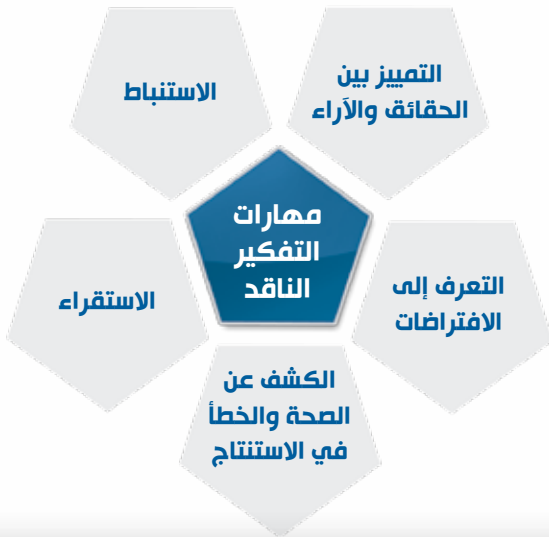 مهارات
التفكير
الناقد
التمييز بين
الحقائق والآراء
التعرف إلى
الافتراضات
الكشف عن
الصحة والخطأ
في الاستنتاج
الاستقراء
الاستنباط